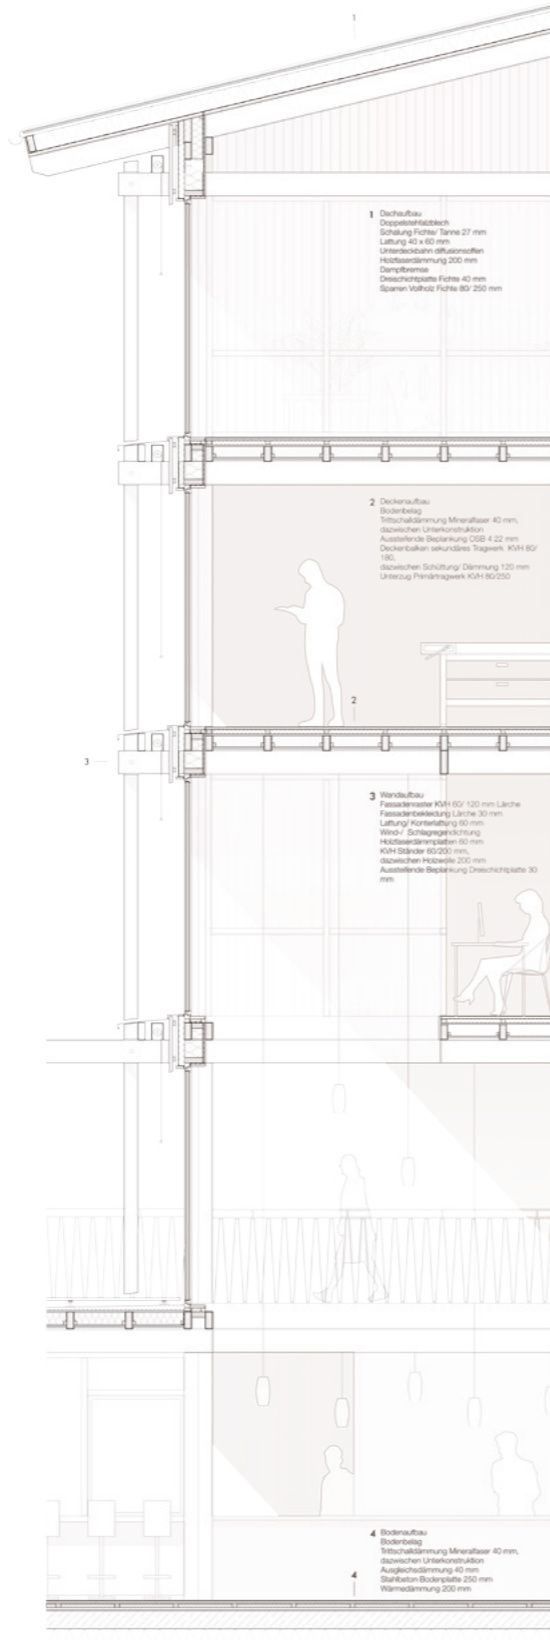 1
1 Dachaufbau
Doppelstehfalzblech
Schalung Fichte/ Tanne 27 mm
Lattung 40 x 60 mm
Unterdeckbahn diffusionsoffen
Holzfaserdämmung 200 mm
Dampfbremse
Dreischichtplatte Fichte 40 mm
Sparren Vollholz Fichte 80/ 250 mm
2 Deckenaufbau
Bodenbelag
Trittschalldämmung Mineralfaser 40 mm,
dazwischen Unterkonstruktion
Aussteifende Beplankung OSB 4 22 mm
Deckenbalken sekundäres Tragwerk KVH 80/
180,
dazwischen Schüttung/ Dämmung 120 mm
Unterzug Primärtragwerk KVH 80/250
2
3
3 Wandaufbau
Fassadenraster KVH 60/ 120 mm Lärche
Fassadenbekleidung Lärche 30 mm
Lattung/ Konterlattung 60 mm
Wind-/ Schlagregendichtung
Holzfaserdämmplatten 60 mm
KVH Ständer 60/200 mm,
dazwischen Holzwolle 200 mm
Aussteifende Beplankung Dreischichtplatte 30
mm
4 Bodenaufbau
Bodenbelag
Trittschalldämmung Mineralfaser 40 mm,
dazwischen Unterkonstruktion
Ausgleichsdämmung 40 mm
Stahlbeton Bodenplatte 250 mm
Wärmedämmung 200 mm
4